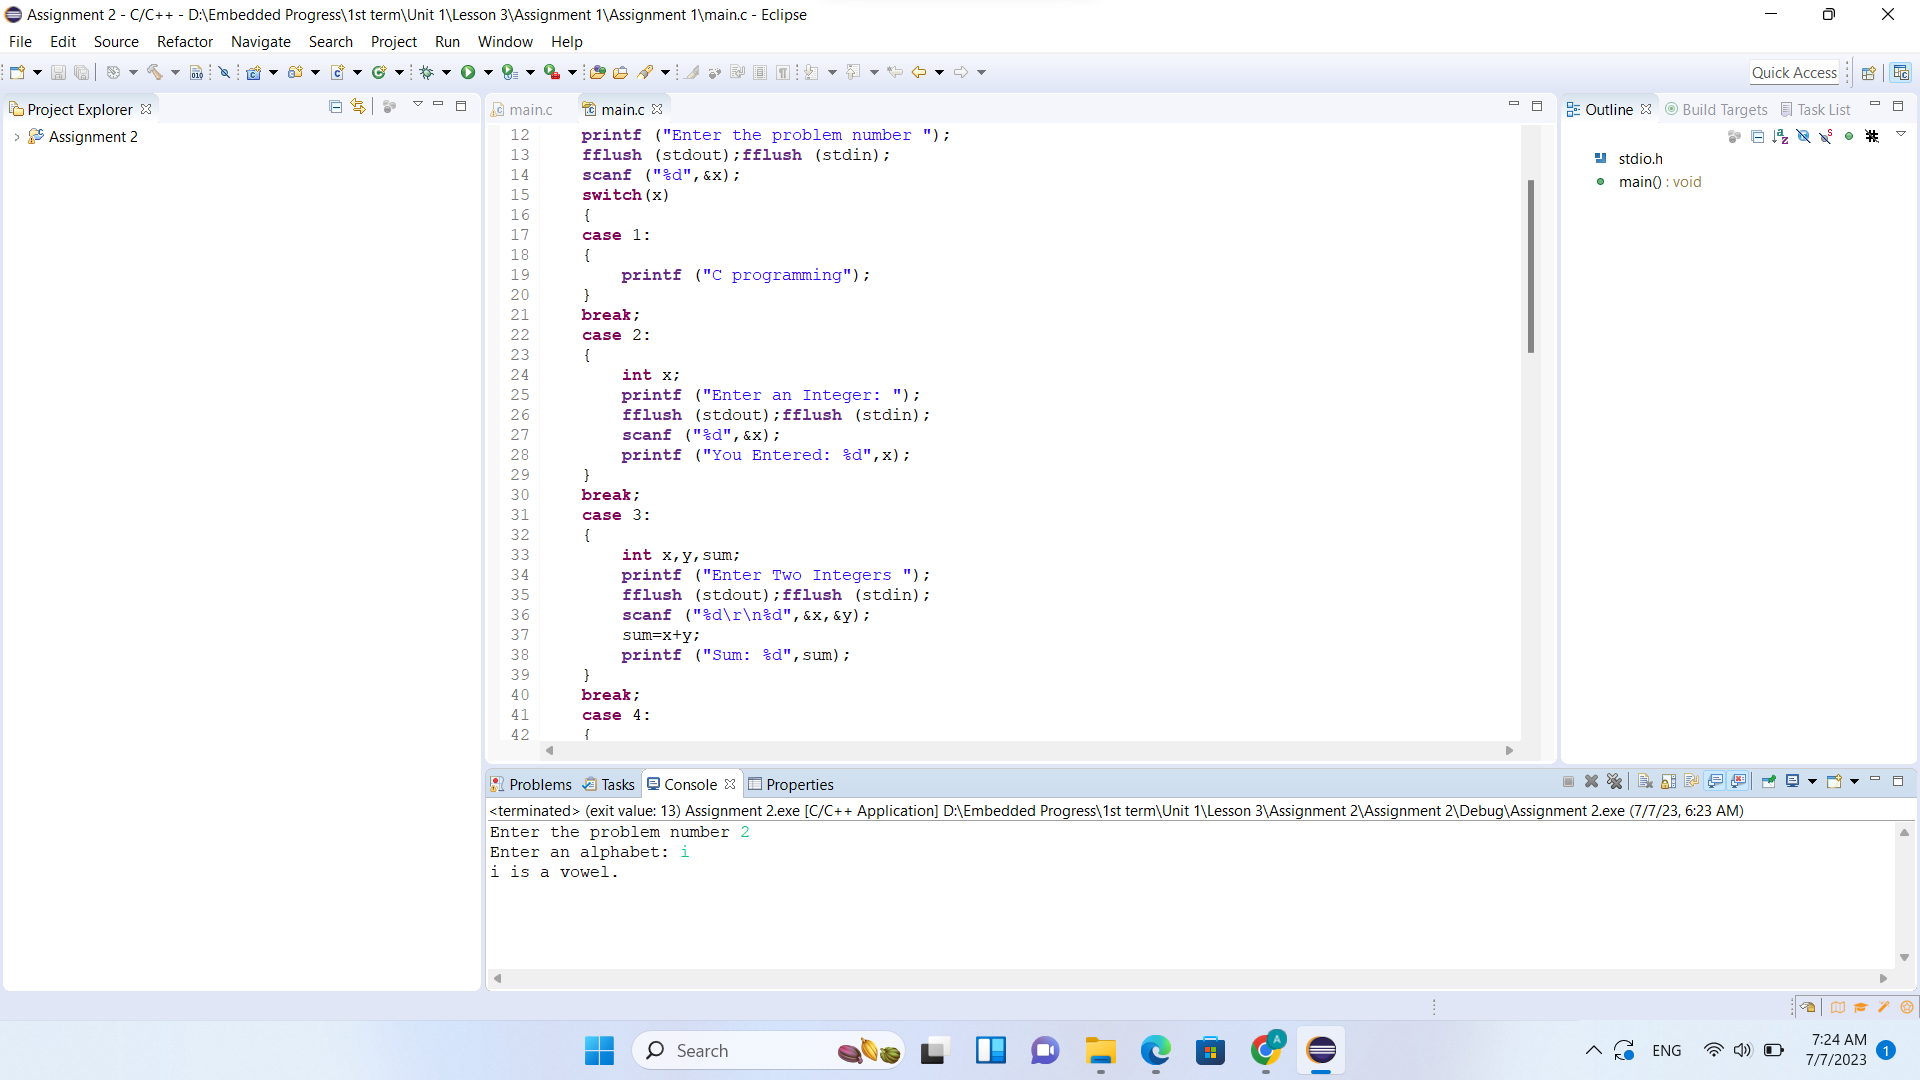 Assignment 2 - C/C++ - D:\Embedded Progress\1st term\Unit 1\Lesson 3\Assignment 1\Assignment 1\main.c - Eclipse
File Edit Source Refactor Navigate Search Project Run Window Help
Quick Access
Project Explorer
Assignment 2
main.c main.c
12 printf ("Enter the problem number ");
13 fflush (stdout);fflush (stdin);
14 scanf ("%d",&x);
15 switch(x)
16 {
17 case 1:
18 {
19 printf ("C programming");
20 }
21 break;
22 case 2:
23 {
24 int x;
25 printf ("Enter an Integer: ");
26 fflush (stdout);fflush (stdin);
27 scanf ("%d",&x);
28 printf ("You Entered: %d",x);
29 }
30 break;
31 case 3:
32 {
33 int x,y,sum;
34 printf ("Enter Two Integers ");
35 fflush (stdout);fflush (stdin);
36 scanf ("%d\r\n%d",&x,&y);
37 sum=x+y;
38 printf ("Sum: %d",sum);
39 }
40 break;
41 case 4:
42 {
Outline Build Targets Task List
stdio.h
main() : void
Problems Tasks Console Properties
<terminated> (exit value: 13) Assignment 2.exe [C/C++ Application] D:\Embedded Progress\1st term\Unit 1\Lesson 3\Assignment 2\Assignment 2\Debug\Assignment 2.exe (7/7/23, 6:23 AM)
Enter the problem number 2
Enter an alphabet: i
i is a vowel.
Search
A
ENG
7:24 AM
7/7/2023
1